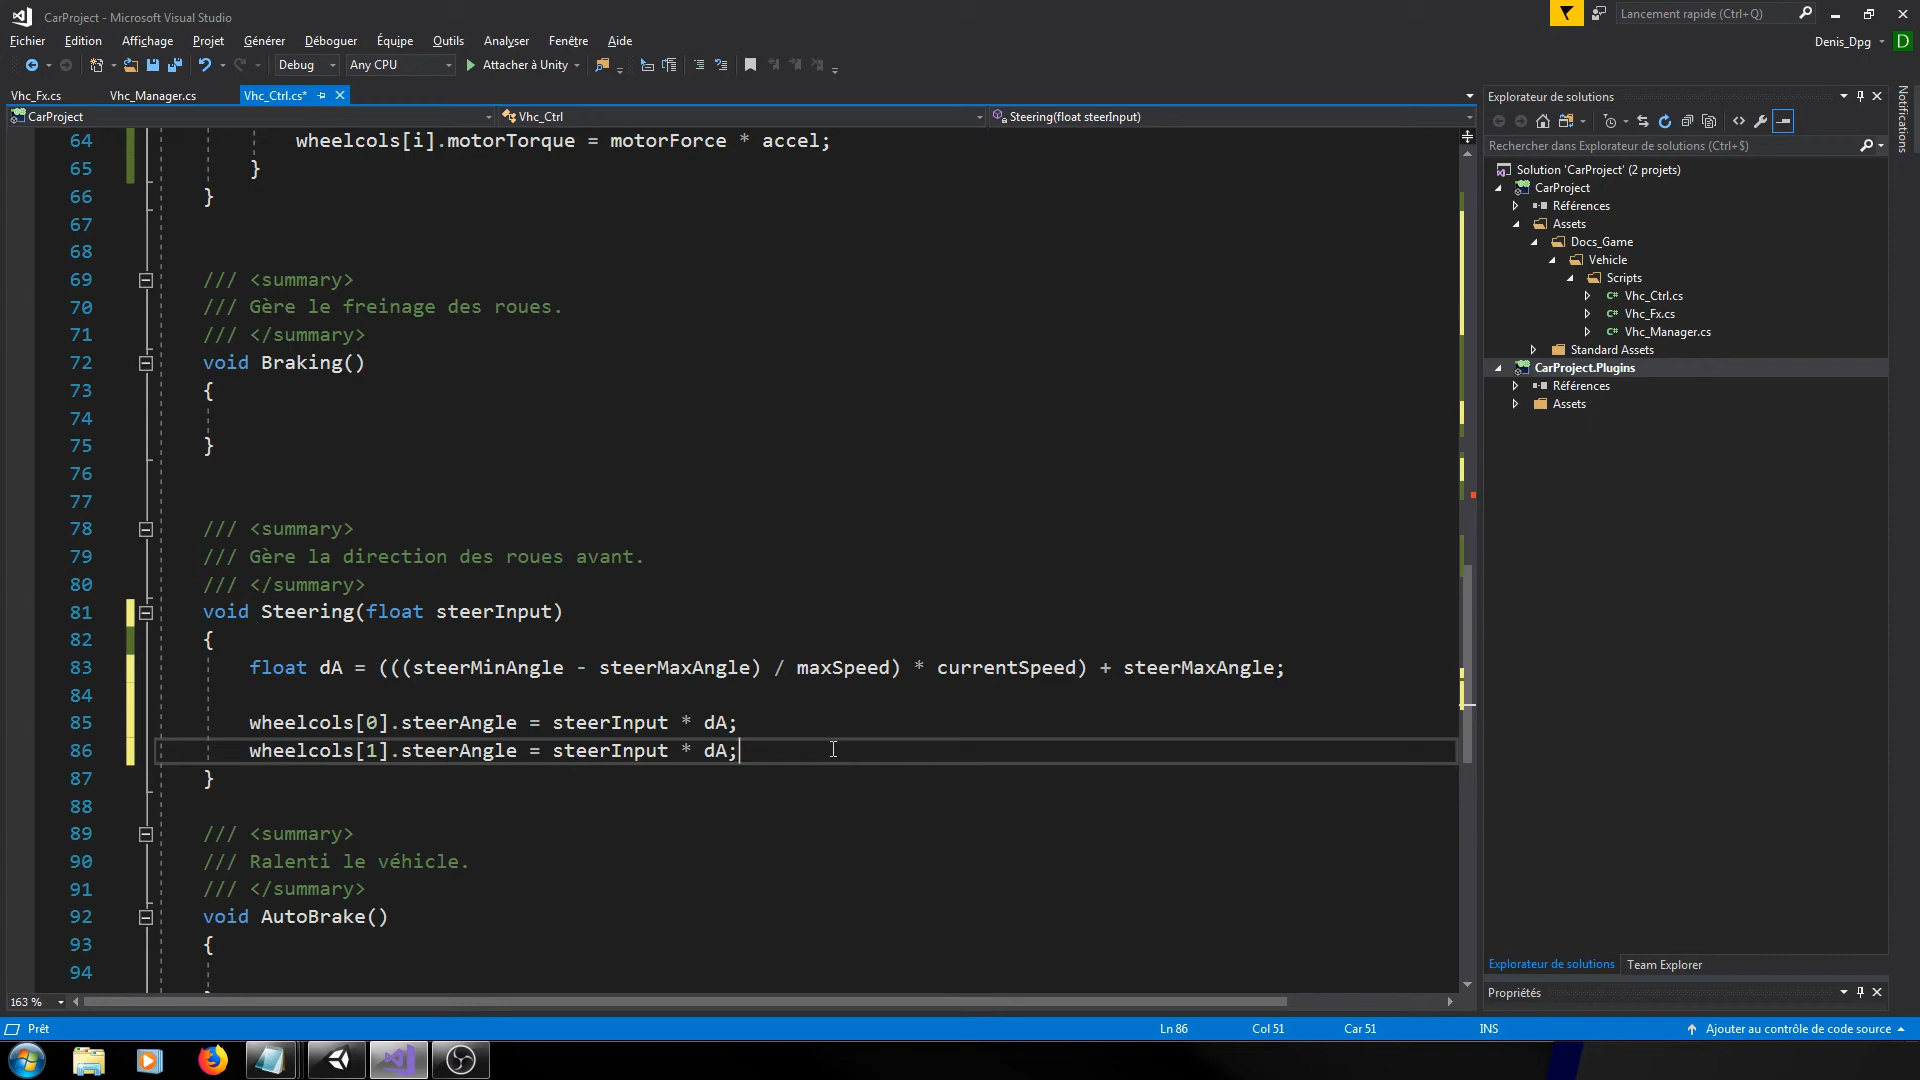 CarProject - Microsoft Visual Studio
Lancement rapide (Ctrl+Q)
Fichier Edition Affichage Projet Générer Déboguer Équipe Outils Analyser Fenêtre Aide
Denis_Dpg D
Debug Any CPU Attacher à Unity
Vhc_Fx.cs Vhc_Manager.cs Vhc_Ctrl.cs*
CarProject Vhc_Ctrl Steering(float steerInput)
64 wheelcols[i].motorTorque = motorForce * accel;
65 }
66 }
67
68
69 /// <summary>
70 /// Gère le freinage des roues.
71 /// </summary>
72 void Braking()
73 {
74
75 }
76
77
78 /// <summary>
79 /// Gère la direction des roues avant.
80 /// </summary>
81 void Steering(float steerInput)
82 {
83 float dA = (((steerMinAngle - steerMaxAngle) / maxSpeed) * currentSpeed) + steerMaxAngle;
84
85 wheelcols[0].steerAngle = steerInput * dA;
86 wheelcols[1].steerAngle = steerInput * dA;
87 }
88
89 /// <summary>
90 /// Ralenti le véhicle.
91 /// </summary>
92 void AutoBrake()
93 {
94
163 %
Explorateur de solutions
Rechercher dans Explorateur de solutions (Ctrl+$)
Solution 'CarProject' (2 projets)
CarProject
Références
Assets
Docs_Game
Vehicle
Scripts
C# Vhc_Ctrl.cs
C# Vhc_Fx.cs
C# Vhc_Manager.cs
Standard Assets
CarProject.Plugins
Références
Assets
Explorateur de solutions Team Explorer
Propriétés
Notifications
Prêt Ln 86 Col 51 Car 51 INS Ajouter au contrôle de code source